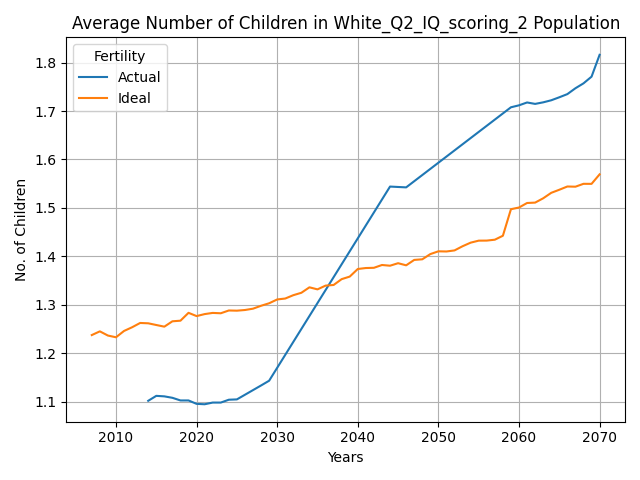 Average Number of Children in White_Q2_IQ_scoring_2 Population
Fertility
Actual
Ideal
No. of Children
1.8
1.7
1.6
1.5
1.4
1.3
1.2
1.1
2010 2020 2030 2040 2050 2060 2070
Years